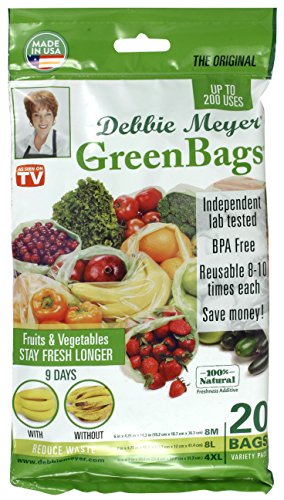 MADE IN
USA
THE ORIGINAL
UP TO
200 USES
Debbie Meyer®
GreenBags
AS SEEN ON
TV
Independent
lab tested
BPA Free
Reusable 8-10
times each
Save money!
Fruits & Vegetables
STAY FRESH LONGER
9 DAYS
WITH
WITHOUT
100%
Natural
Freshness Additive
20
BAGS
VARIETY PACK
8M
8L
4XL
REDUCE WASTE
www.debbiemeyer.com